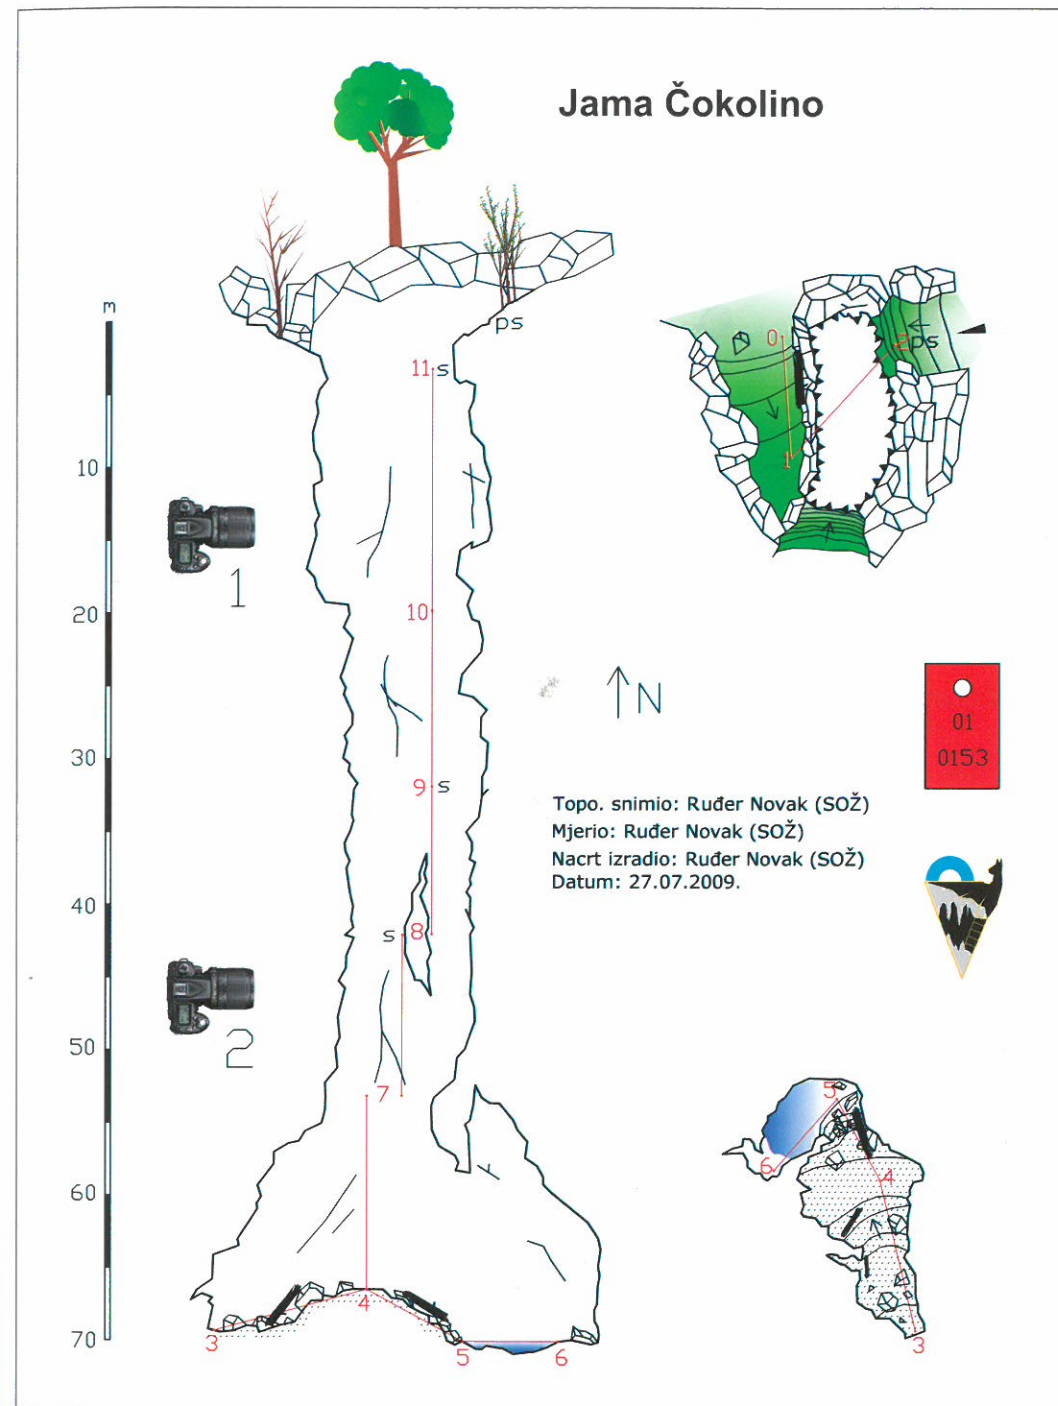 Jama Čokolino
m
ps
11 s
0
2
ps
1
10
1
20
10
N
01
0153
30
9 s
Topo. snimio: Ruđer Novak (SOŽ)
Mjerio: Ruđer Novak (SOŽ)
Nacrt izradio: Ruđer Novak (SOŽ)
Datum: 27.07.2009.
40
s 8
2
50
7
5
6
4
60
3
4
70
3
5
6